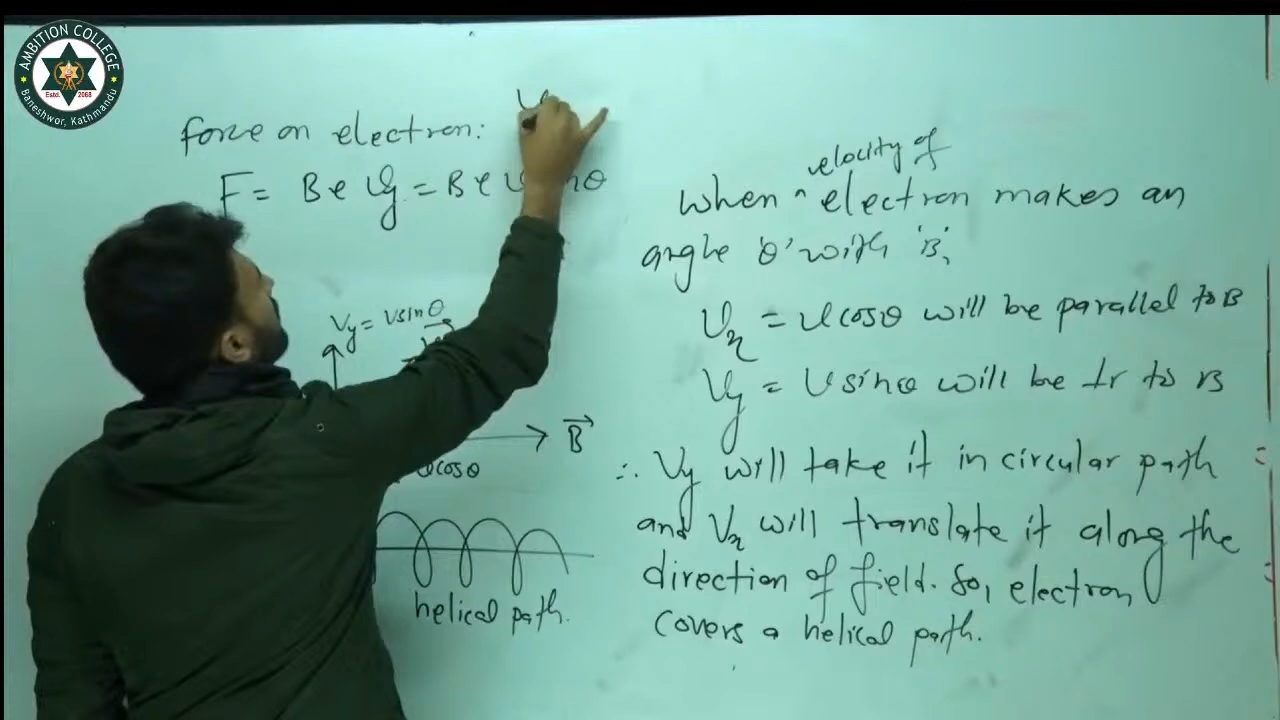 AMBITION COLLEGE
Estd. 2068
Baneshwor, Kathmandu
force on electron:
F = B e Vy = B e θ
Vy = Vsinθ
B
vcosθ
helical path.
velocity of
When ^ electron makes an
angle 'θ' with 'B',
Vx = vcosθ will be parallel to B
Vy = Vsinθ will be ⊥r to B
∴ Vy will take it in circular path
and Vx will translate it along the
direction of field. So, electron
covers a helical path.